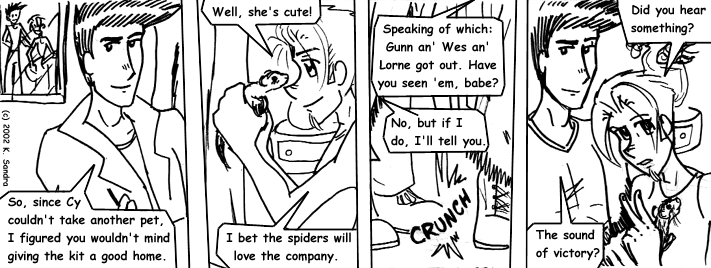 (c) 2002 K. Sandra
So, since Cy
couldn't take another pet,
I figured you wouldn't mind
giving the kit a good home.
Well, she's cute!
I bet the spiders will
love the company.
Speaking of which:
Gunn an' Wes an'
Lorne got out. Have
you seen 'em, babe?
No, but if I
do, I'll tell you.
CRUNCH
Did you hear
something?
The sound
of victory?